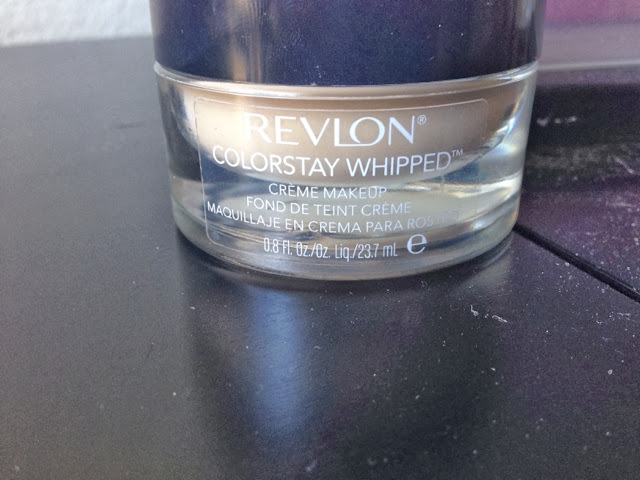 REVLON®
COLORSTAY WHIPPED™
CRÈME MAKEUP
FOND DE TEINT CRÈME
MAQUILLAJE EN CREMA PARA ROSTRO
0.8 fl. Oz./Oz. Liq./23.7 mL ℮